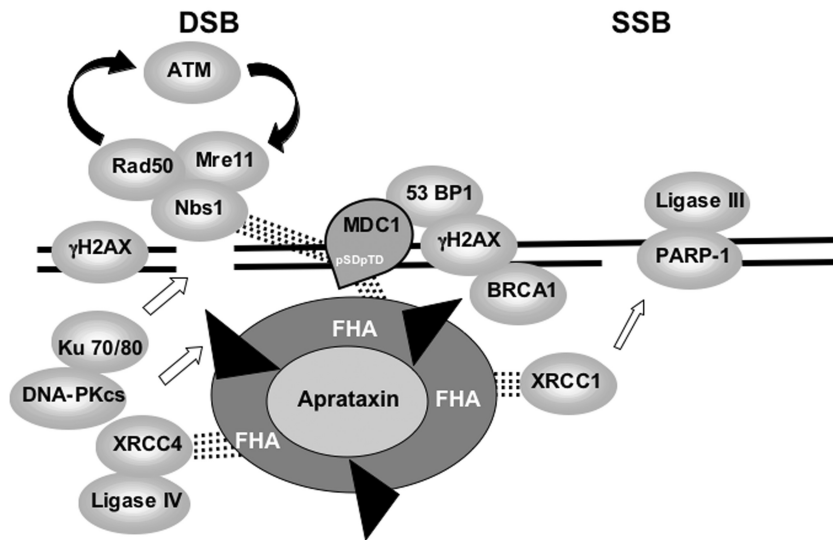 DSB
SSB
ATM
Rad50
Mre11
Nbs1
53 BP1
MDC1
pSDpTD
γH2AX
γH2AX
BRCA1
Ligase III
PARP-1
Ku 70/80
DNA-PKcs
XRCC4
Ligase IV
FHA
FHA
FHA
Aprataxin
XRCC1